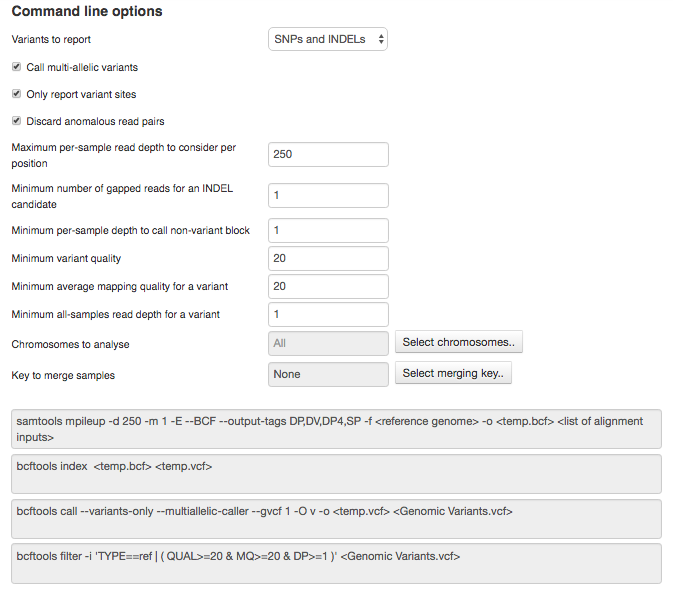 Command line options
Variants to report
SNPs and INDELs
Call multi-allelic variants
Only report variant sites
Discard anomalous read pairs
Maximum per-sample read depth to consider per
position
250
Minimum number of gapped reads for an INDEL
candidate
1
Minimum per-sample depth to call non-variant block
1
Minimum variant quality
20
Minimum average mapping quality for a variant
20
Minimum all-samples read depth for a variant
1
Chromosomes to analyse
All
Select chromosomes..
Key to merge samples
None
Select merging key..
samtools mpileup -d 250 -m 1 -E --BCF --output-tags DP,DV,DP4,SP -f <reference genome> -o <temp.bcf> <list of alignment
inputs>
bcftools index  <temp.bcf> <temp.vcf>
bcftools call --variants-only --multiallelic-caller --gvcf 1 -O v -o <temp.vcf> <Genomic Variants.vcf>
bcftools filter -i 'TYPE==ref | ( QUAL>=20 & MQ>=20 & DP>=1 )' <Genomic Variants.vcf>